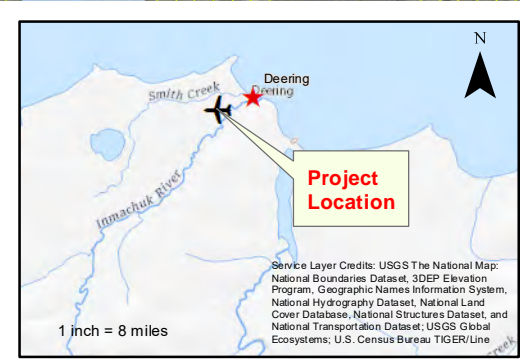 N
Deering
Deering
Smith Creek
Inmachuk River
Project
Location
Service Layer Credits: USGS The National Map:
National Boundaries Dataset, 3DEP Elevation
Program, Geographic Names Information System,
National Hydrography Dataset, National Land
Cover Database, National Structures Dataset, and
National Transportation Dataset; USGS Global
Ecosystems; U.S. Census Bureau TIGER/Line
1 inch = 8 miles
Creek